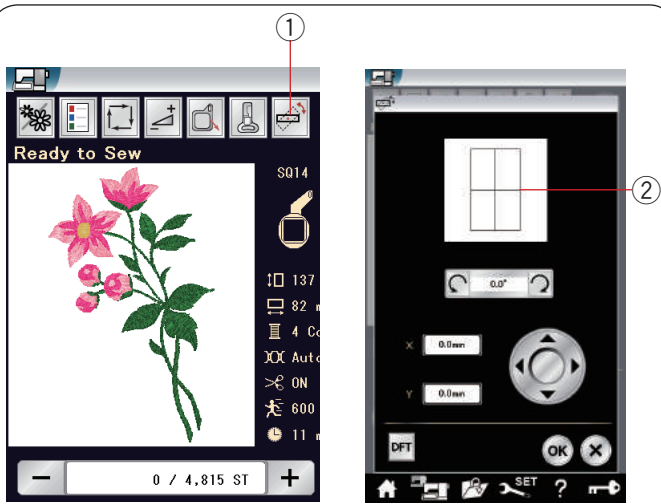 1
Ready to Sew
SQ14
137
82 m
4 Co
Auto
ON
600
11 m
− 0 / 4,815 ST +
2
0.0°
X 0.0mm
Y 0.0mm
DFT OK X
SET ?